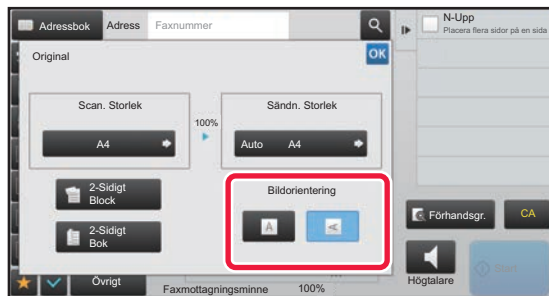 Adressbok
Adress
Faxnummer
N-Upp
Placera flera sidor på en sida
Original
OK
Scan. Storlek
100%
Sändn. Storlek
A4
Auto A4
2-Sidigt
Block
Bildorientering
A
A
2-Sidigt
Bok
Förhandsgr.
CA
Övrigt
Faxmottagningsminne 100%
Högtalare
Start